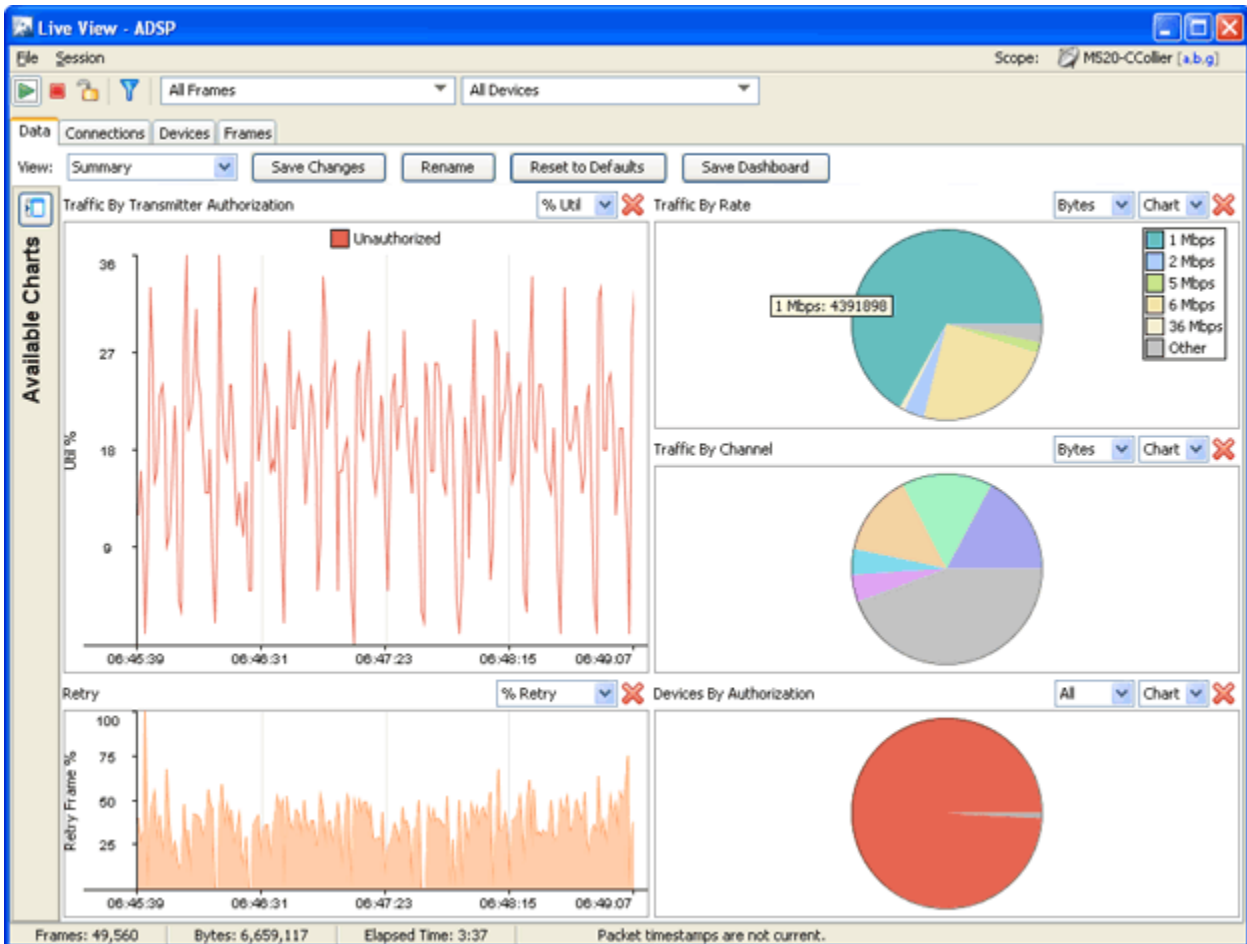 Live View - ADSP
File Session Scope: M520-CCollier [a,b,g]
All Frames All Devices
Data Connections Devices Frames
View: Summary Save Changes Rename Reset to Defaults Save Dashboard
Available Charts
Traffic By Transmitter Authorization % Util
Unauthorized
36
27
18
9
Util %
06:45:39 06:46:31 06:47:23 06:48:15 06:49:07
Traffic By Rate Bytes Chart
1 Mbps
2 Mbps
5 Mbps
6 Mbps
36 Mbps
Other
1 Mbps: 4391898
Traffic By Channel Bytes Chart
Retry % Retry
100
75
50
25
Retry Frame %
06:45:39 06:46:31 06:47:23 06:48:15 06:49:07
Devices By Authorization All Chart
Frames: 49,560 Bytes: 6,659,117 Elapsed Time: 3:37 Packet timestamps are not current.